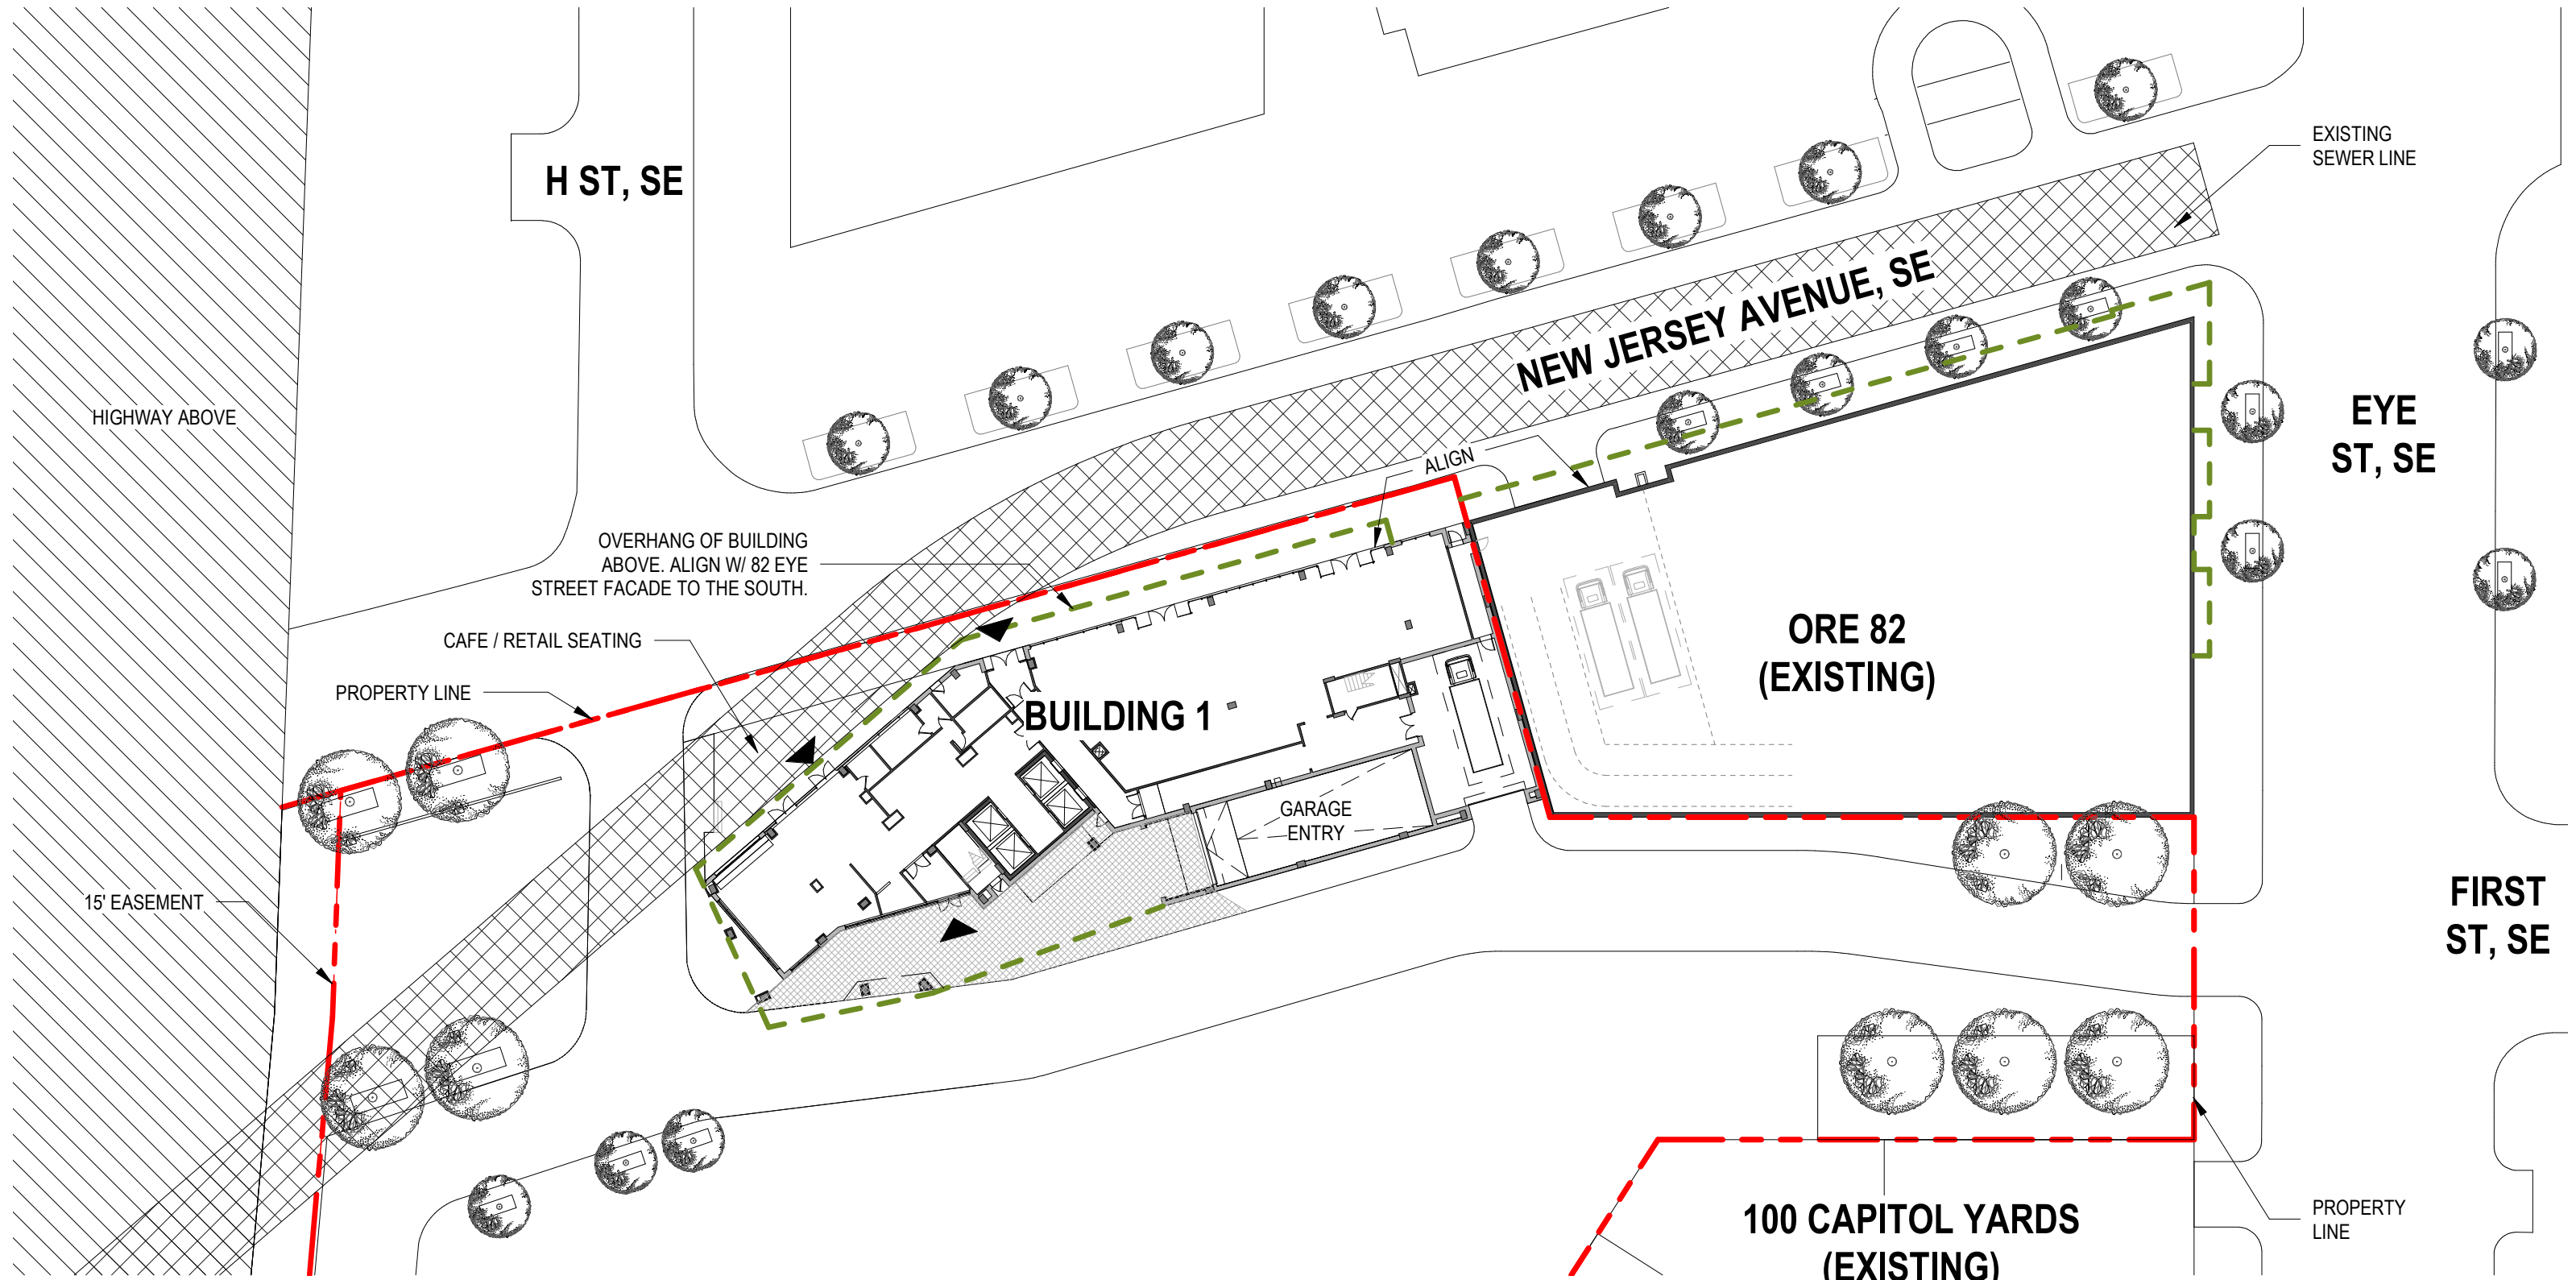 EXISTING
SEWER LINE
H ST, SE
NEW JERSEY AVENUE, SE
HIGHWAY ABOVE
EYE
ST, SE
ALIGN
OVERHANG OF BUILDING
ABOVE. ALIGN W/ 82 EYE
STREET FACADE TO THE SOUTH.
CAFE / RETAIL SEATING
ORE 82
(EXISTING)
PROPERTY LINE
BUILDING 1
GARAGE
ENTRY
15' EASEMENT
FIRST
ST, SE
100 CAPITOL YARDS
(EXISTING)
PROPERTY
LINE